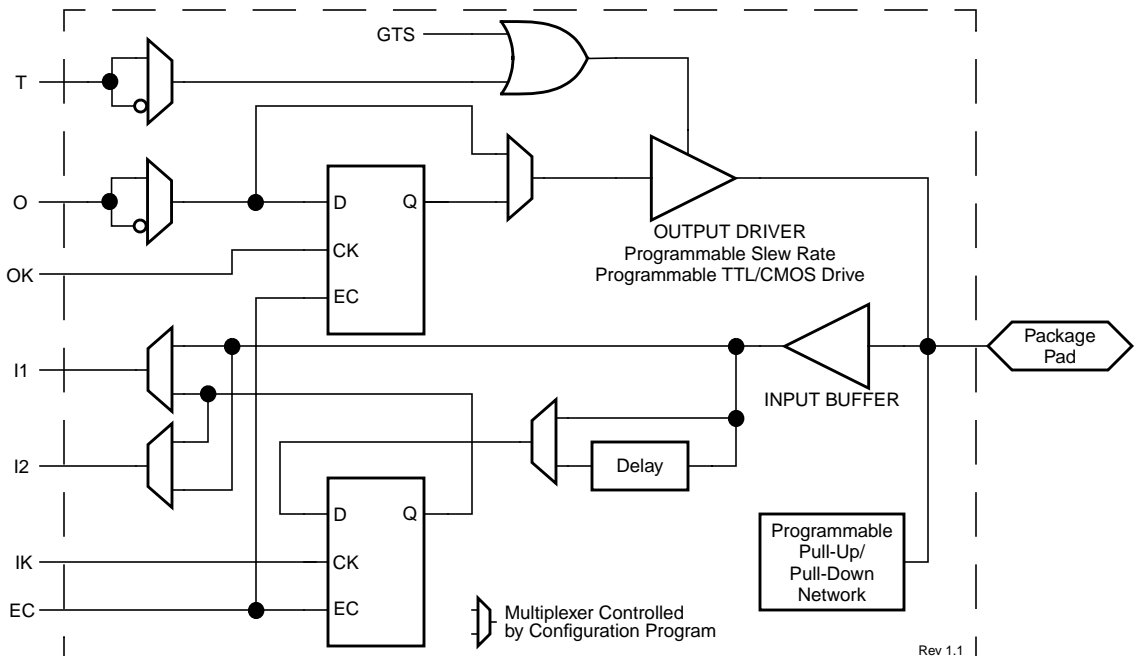 GTS
T
O
D
Q
CK
EC
OK
OUTPUT DRIVER
Programmable Slew Rate
Programmable TTL/CMOS Drive
I1
INPUT BUFFER
Package
Pad
I2
Delay
D
Q
CK
EC
IK
EC
Programmable
Pull-Up/
Pull-Down
Network
Multiplexer Controlled
by Configuration Program
Rev 1.1